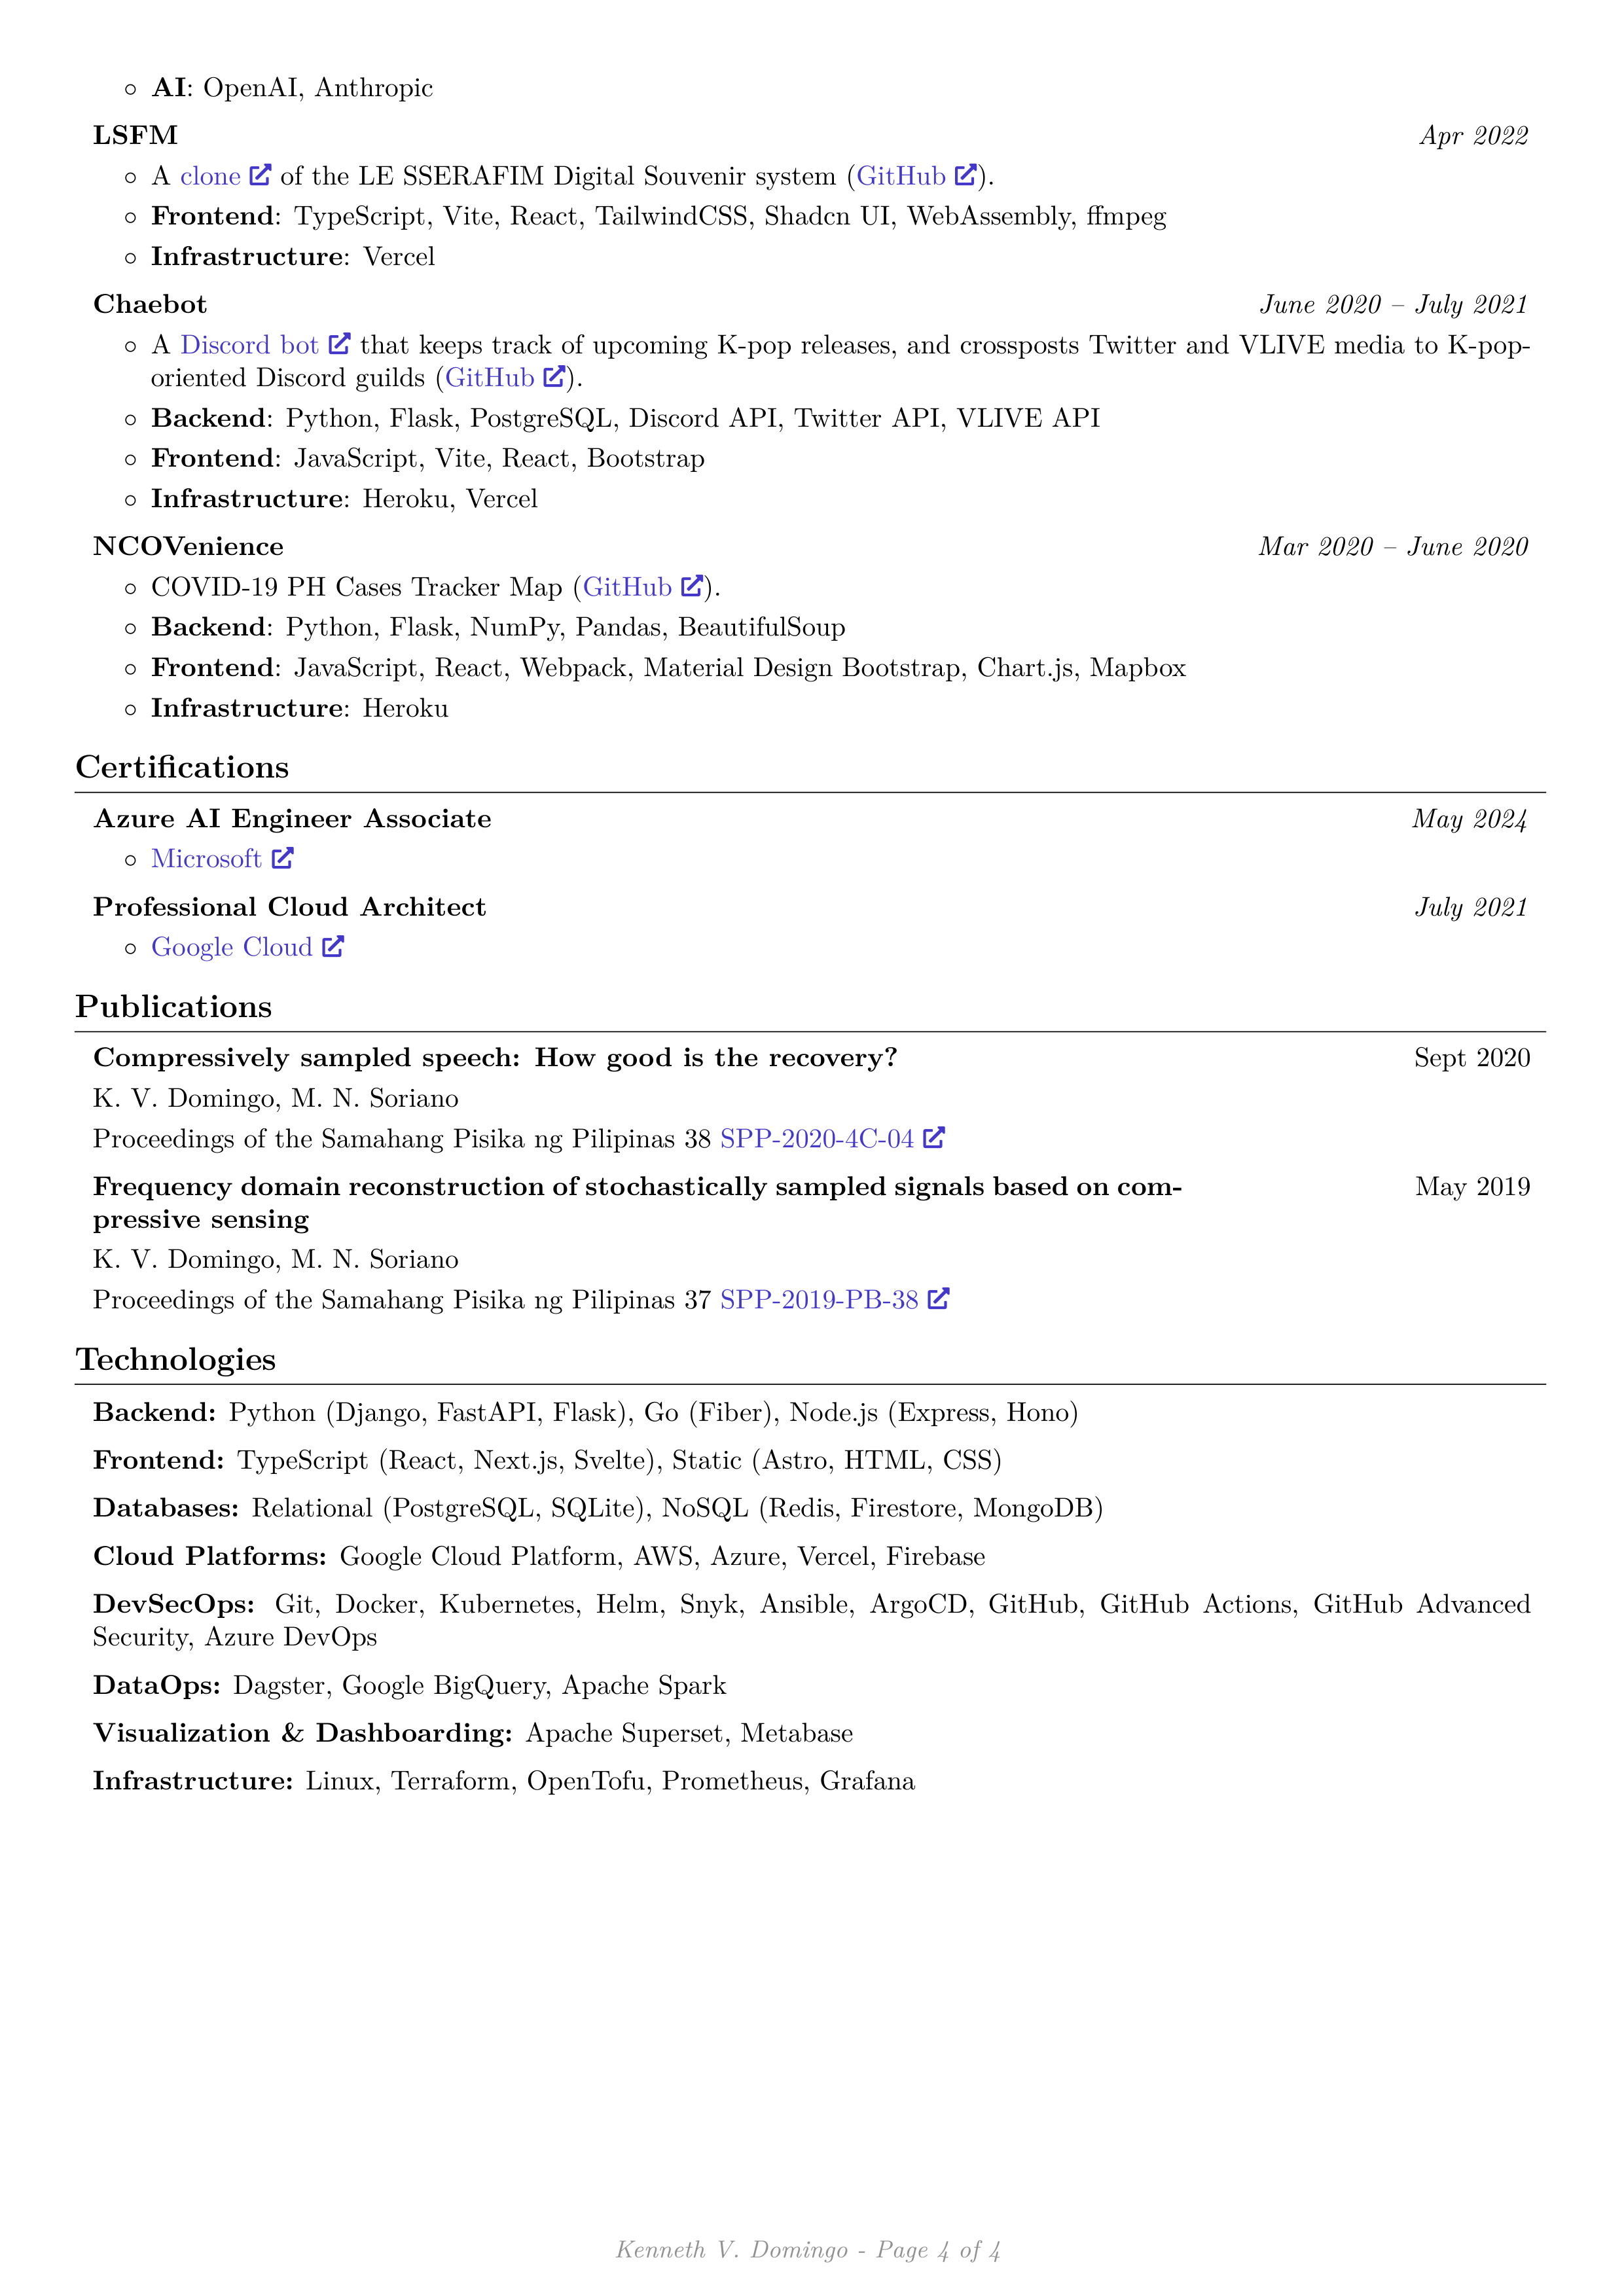 AI: OpenAI, Anthropic
LSFM Apr 2022
A clone of the LE SSERAFIM Digital Souvenir system (GitHub).
Frontend: TypeScript, Vite, React, TailwindCSS, Shadcn UI, WebAssembly, ffmpeg
Infrastructure: Vercel
Chaebot June 2020 – July 2021
A Discord bot that keeps track of upcoming K-pop releases, and crossposts Twitter and VLIVE media to K-pop-
oriented Discord guilds (GitHub).
Backend: Python, Flask, PostgreSQL, Discord API, Twitter API, VLIVE API
Frontend: JavaScript, Vite, React, Bootstrap
Infrastructure: Heroku, Vercel
NCOVenience Mar 2020 – June 2020
COVID-19 PH Cases Tracker Map (GitHub).
Backend: Python, Flask, NumPy, Pandas, BeautifulSoup
Frontend: JavaScript, React, Webpack, Material Design Bootstrap, Chart.js, Mapbox
Infrastructure: Heroku
Certifications
Azure AI Engineer Associate May 2024
Microsoft
Professional Cloud Architect July 2021
Google Cloud
Publications
Compressively sampled speech: How good is the recovery? Sept 2020
K. V. Domingo, M. N. Soriano
Proceedings of the Samahang Pisika ng Pilipinas 38 SPP-2020-4C-04
Frequency domain reconstruction of stochastically sampled signals based on com- May 2019
pressive sensing
K. V. Domingo, M. N. Soriano
Proceedings of the Samahang Pisika ng Pilipinas 37 SPP-2019-PB-38
Technologies
Backend: Python (Django, FastAPI, Flask), Go (Fiber), Node.js (Express, Hono)
Frontend: TypeScript (React, Next.js, Svelte), Static (Astro, HTML, CSS)
Databases: Relational (PostgreSQL, SQLite), NoSQL (Redis, Firestore, MongoDB)
Cloud Platforms: Google Cloud Platform, AWS, Azure, Vercel, Firebase
DevSecOps: Git, Docker, Kubernetes, Helm, Snyk, Ansible, ArgoCD, GitHub, GitHub Actions, GitHub Advanced
Security, Azure DevOps
DataOps: Dagster, Google BigQuery, Apache Spark
Visualization & Dashboarding: Apache Superset, Metabase
Infrastructure: Linux, Terraform, OpenTofu, Prometheus, Grafana
Kenneth V. Domingo - Page 4 of 4